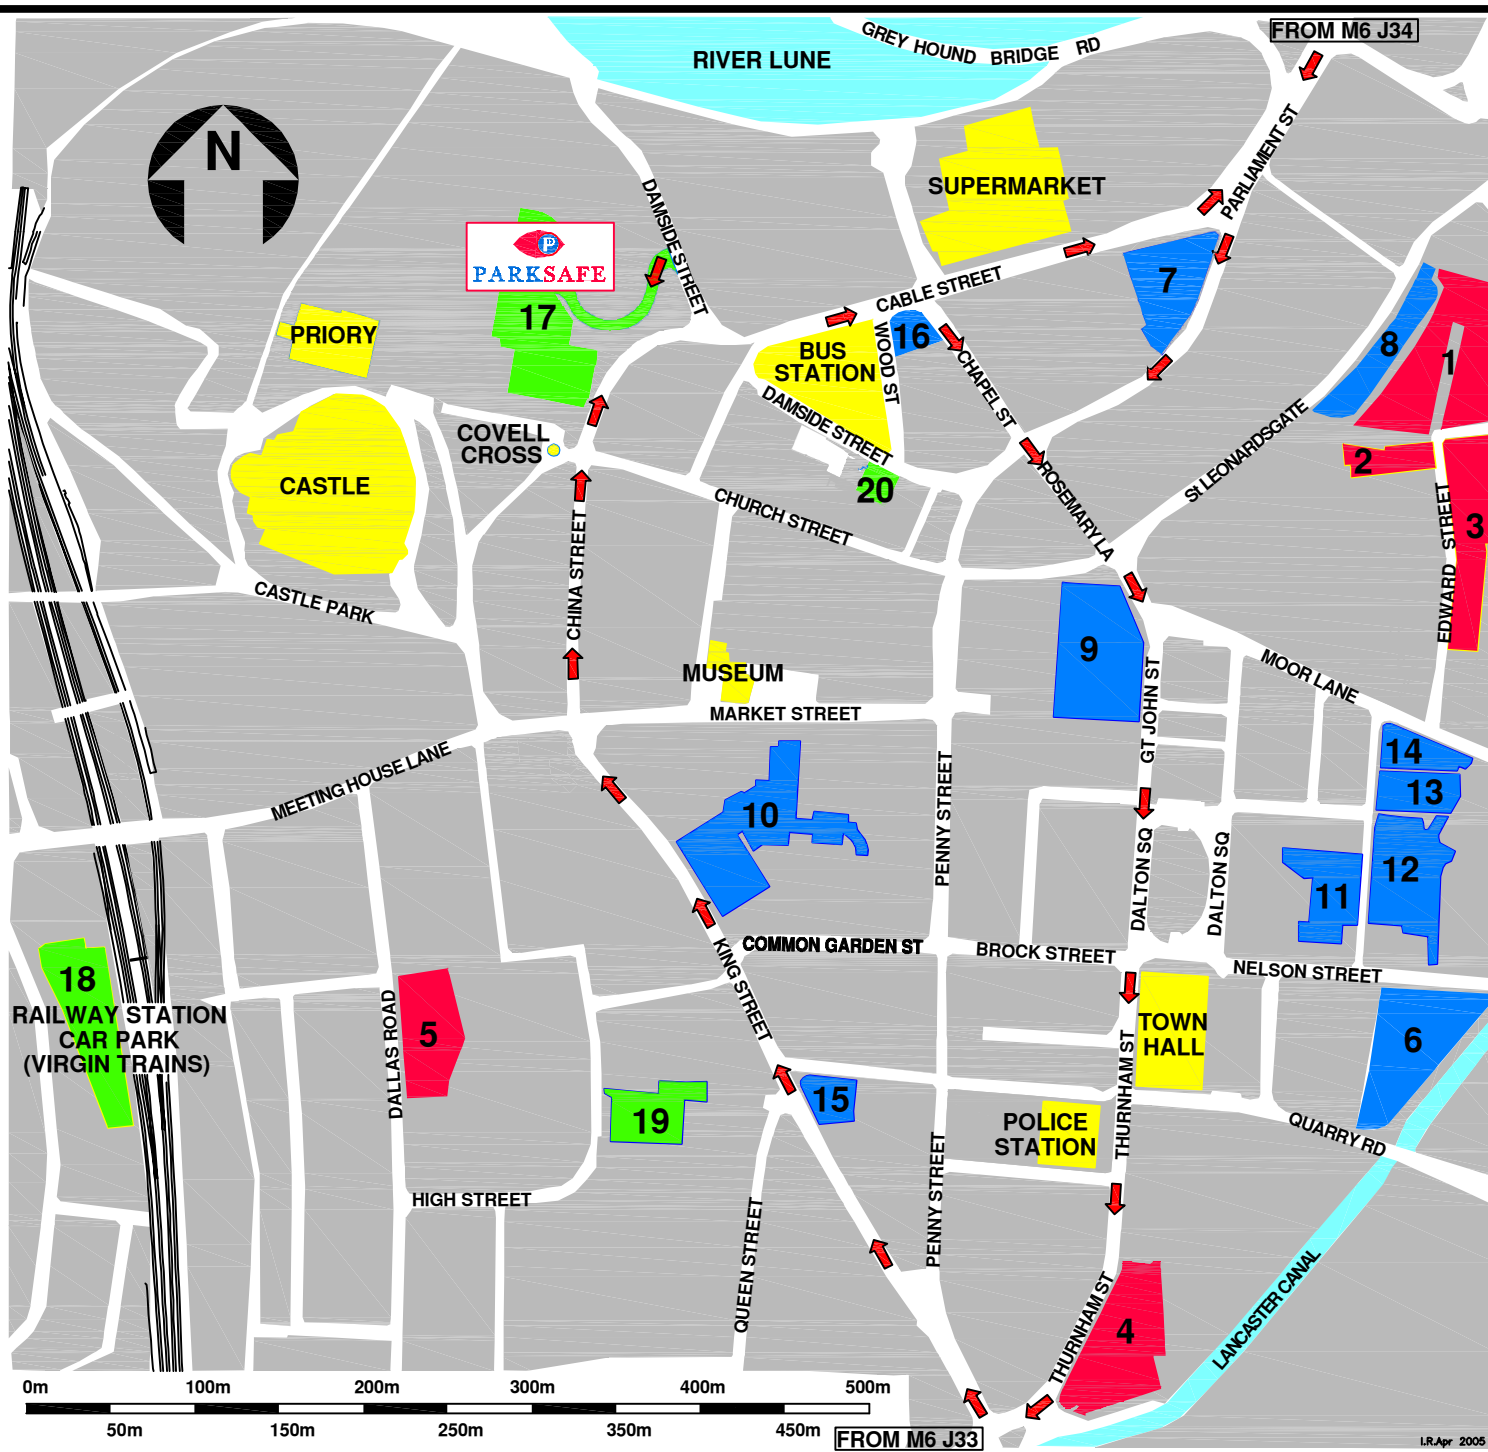 FROM M6 J34
GREY HOUND BRIDGE RD
RIVER LUNE
N
PARLIAMENT ST
SUPERMARKET
DAMSIDE STREET
P
PARKSAFE
7
CABLE STREET
17
PRIORY
16
WOOD ST
BUS
STATION
8
1
CHAPEL ST
DAMSIDE STREET
St LEONARDSGATE
COVELL
CROSS
2
CASTLE
20
CHURCH STREET
ROSEMARY LA
3
EDWARD STREET
CHINA STREET
CASTLE PARK
9
MUSEUM
MOOR LANE
MARKET STREET
GT JOHN ST
14
MEETING HOUSE LANE
13
10
PENNY STREET
DALTON SQ
DALTON SQ
12
11
COMMON GARDEN ST
BROCK STREET
NELSON STREET
KING STREET
18
RAILWAY STATION
CAR PARK
(VIRGIN TRAINS)
DALLAS ROAD
5
TOWN
HALL
6
THURNHAM ST
15
19
POLICE
STATION
QUARRY RD
PENNY STREET
HIGH STREET
QUEEN STREET
THURNHAM ST
4
LANCASTER CANAL
0m 100m 200m 300m 400m 500m
50m 150m 250m 350m 450m
FROM M6 J33
I.R.Apr 2005